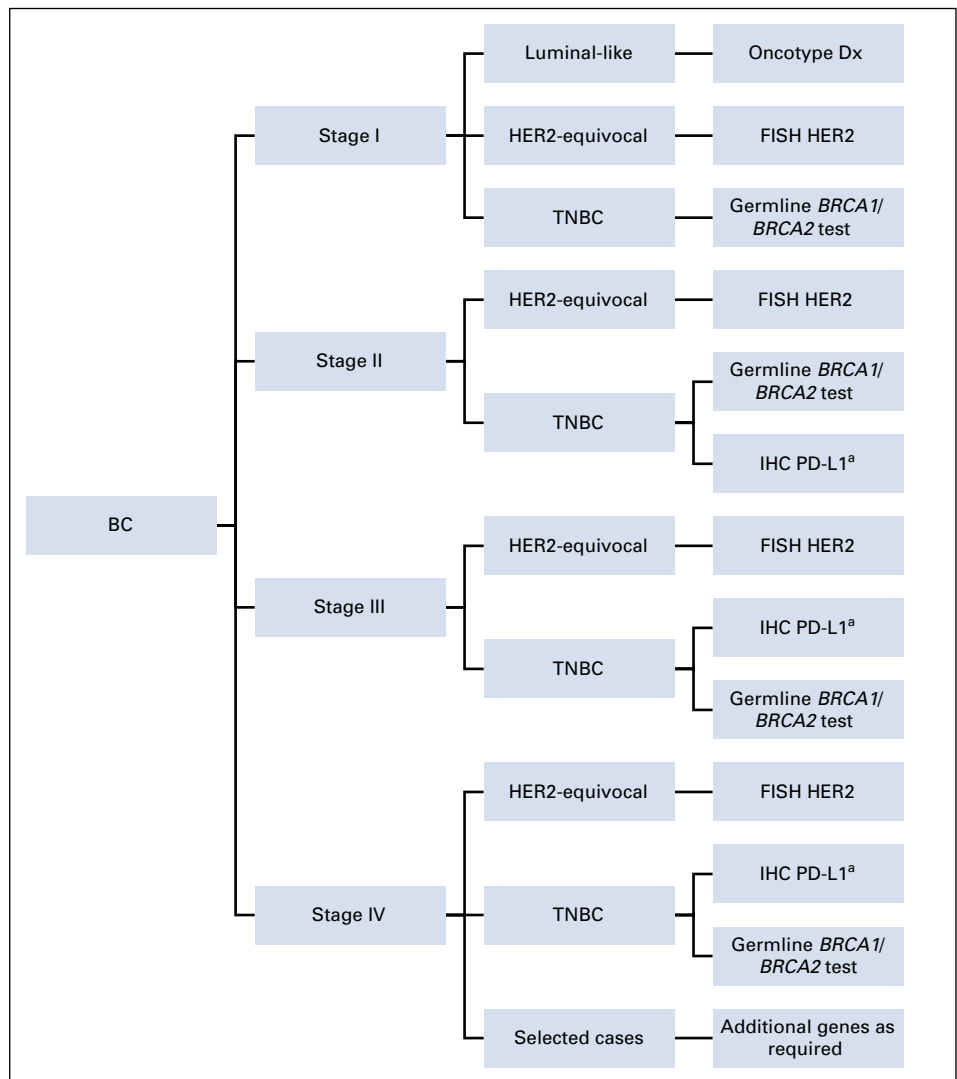 BC
Stage I
Luminal-like
Oncotype Dx
HER2-equivocal
FISH HER2
TNBC
Germline BRCA1/
BRCA2 test
Stage II
HER2-equivocal
FISH HER2
TNBC
Germline BRCA1/
BRCA2 test
IHC PD-L1a
Stage III
HER2-equivocal
FISH HER2
TNBC
IHC PD-L1a
Germline BRCA1/
BRCA2 test
Stage IV
HER2-equivocal
FISH HER2
TNBC
IHC PD-L1a
Germline BRCA1/
BRCA2 test
Selected cases
Additional genes as
required